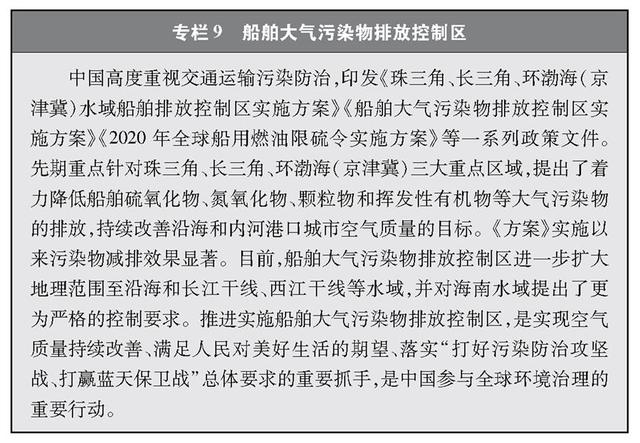 专栏9 船舶大气污染物排放控制区
中国高度重视交通运输污染防治,印发《珠三角、长三角、环渤海(京
津冀)水域船舶排放控制区实施方案》《船舶大气污染物排放控制区实
施方案》《2020年全球船用燃油限硫令实施方案》等一系列政策文件。
先期重点针对珠三角、长三角、环渤海(京津冀)三大重点区域,提出了着
力降低船舶硫氧化物、氮氧化物、颗粒物和挥发性有机物等大气污染物
的排放,持续改善沿海和内河港口城市空气质量的目标。《方案》实施以
来污染物减排效果显著。目前,船舶大气污染物排放控制区进一步扩大
地理范围至沿海和长江干线、西江干线等水域,并对海南水域提出了更
为严格的控制要求。推进实施船舶大气污染物排放控制区,是实现空气
质量持续改善、满足人民对美好生活的期望、落实“打好污染防治攻坚
战、打赢蓝天保卫战”总体要求的重要抓手,是中国参与全球环境治理的
重要行动。